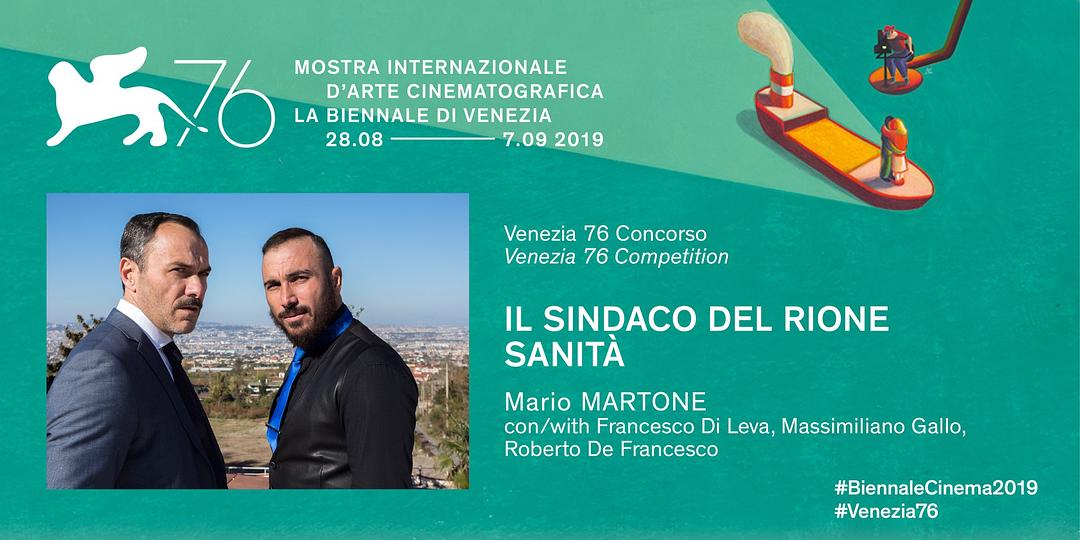 76
MOSTRA INTERNAZIONALE
D'ARTE CINEMATOGRAFICA
LA BIENNALE DI VENEZIA
28.08 — 7.09 2019
Venezia 76 Concorso
Venezia 76 Competition
IL SINDACO DEL RIONE
SANITÀ
Mario MARTONE
con/with Francesco Di Leva, Massimiliano Gallo,
Roberto De Francesco
#BiennaleCinema2019
#Venezia76